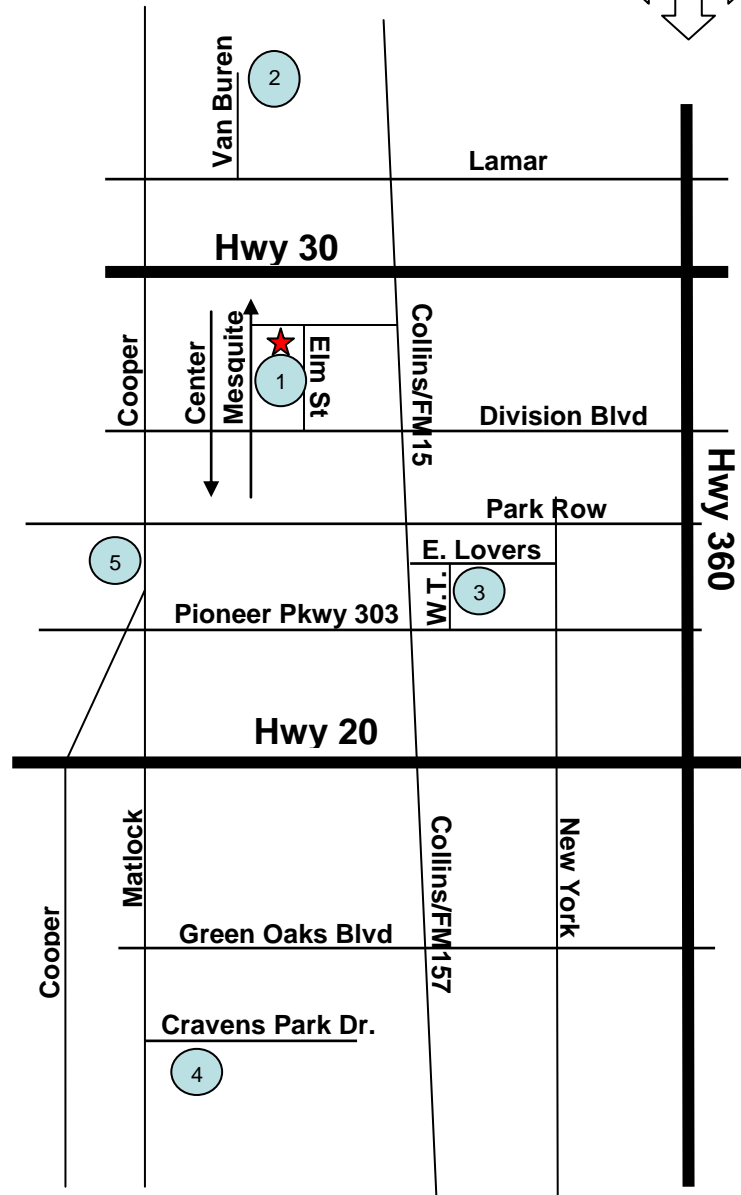 Van Buren
2
Lamar
Hwy 30
Cooper
Center
Mesquite
1
Elm St
Collins/FM15
Division Blvd
Hwy 360
Park Row
5
E. Lovers
W.T.
3
Pioneer Pkwy 303
Hwy 20
Matlock
Collins/FM157
New York
Cooper
Green Oaks Blvd
Cravens Park Dr.
4